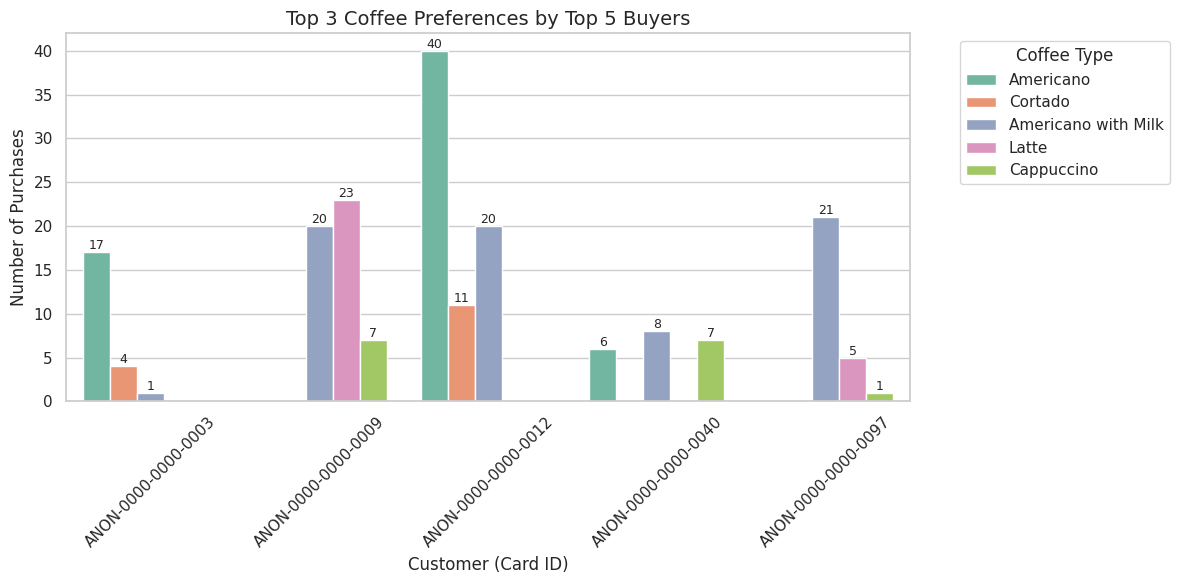 Top 3 Coffee Preferences by Top 5 Buyers
Number of Purchases
40
35
30
25
20
15
10
5
0
17
4
1
20
23
7
40
11
20
6
8
7
21
5
1
ANON-0000-0000-0003
ANON-0000-0000-0009
ANON-0000-0000-0012
ANON-0000-0000-0040
ANON-0000-0000-0097
Customer (Card ID)
Coffee Type
Americano
Cortado
Americano with Milk
Latte
Cappuccino